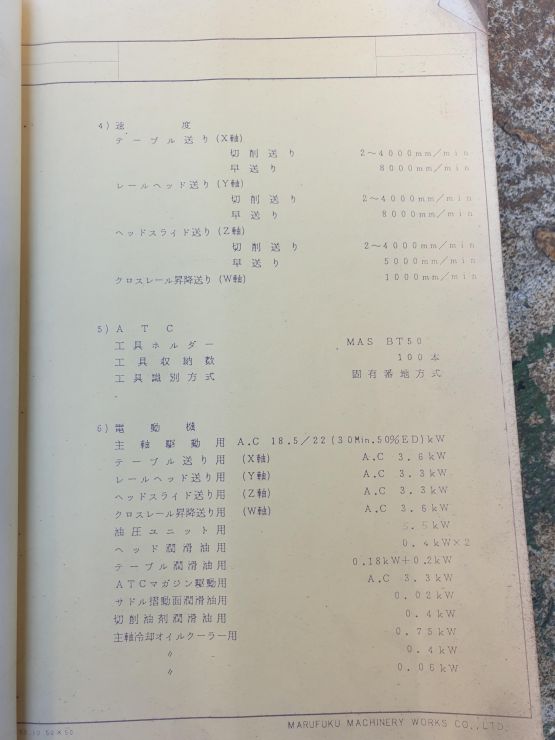 4) 速度
テーブル送り (X軸)
切削送り 2～4000mm/min
早送り 8000mm/min
レールヘッド送り (Y軸)
切削送り 2～4000mm/min
早送り 8000mm/min
ヘッドスライド送り (Z軸)
切削送り 2～4000mm/min
早送り 5000mm/min
クロスレール昇降送り (W軸) 1000mm/min
5) ATC
工具ホルダー MAS BT50
工具収納数 100本
工具識別方式 固有番地方式
6) 電動機
主軸駆動用 A.C 18.5/22 (30Min.50%ED)kW
テーブル送り用 (X軸) A.C 3.6kW
レールヘッド送り用 (Y軸) A.C 3.3kW
ヘッドスライド送り用 (Z軸) A.C 3.3kW
クロスレール昇降送り用 (W軸) A.C 3.6kW
油圧ユニット用 5.5kW
ヘッド潤滑油用 0.4kW×2
テーブル潤滑油用 0.18kW+0.2kW
ATCマガジン駆動用 A.C 3.3kW
サドル摺動面潤滑油用 0.02kW
切削油剤潤滑油用 0.4kW
主軸冷却オイルクーラー用 0.75kW
〃 0.4kW
〃 0.06kW
50×50
MARUFUKU MACHINERY WORKS CO., LTD.